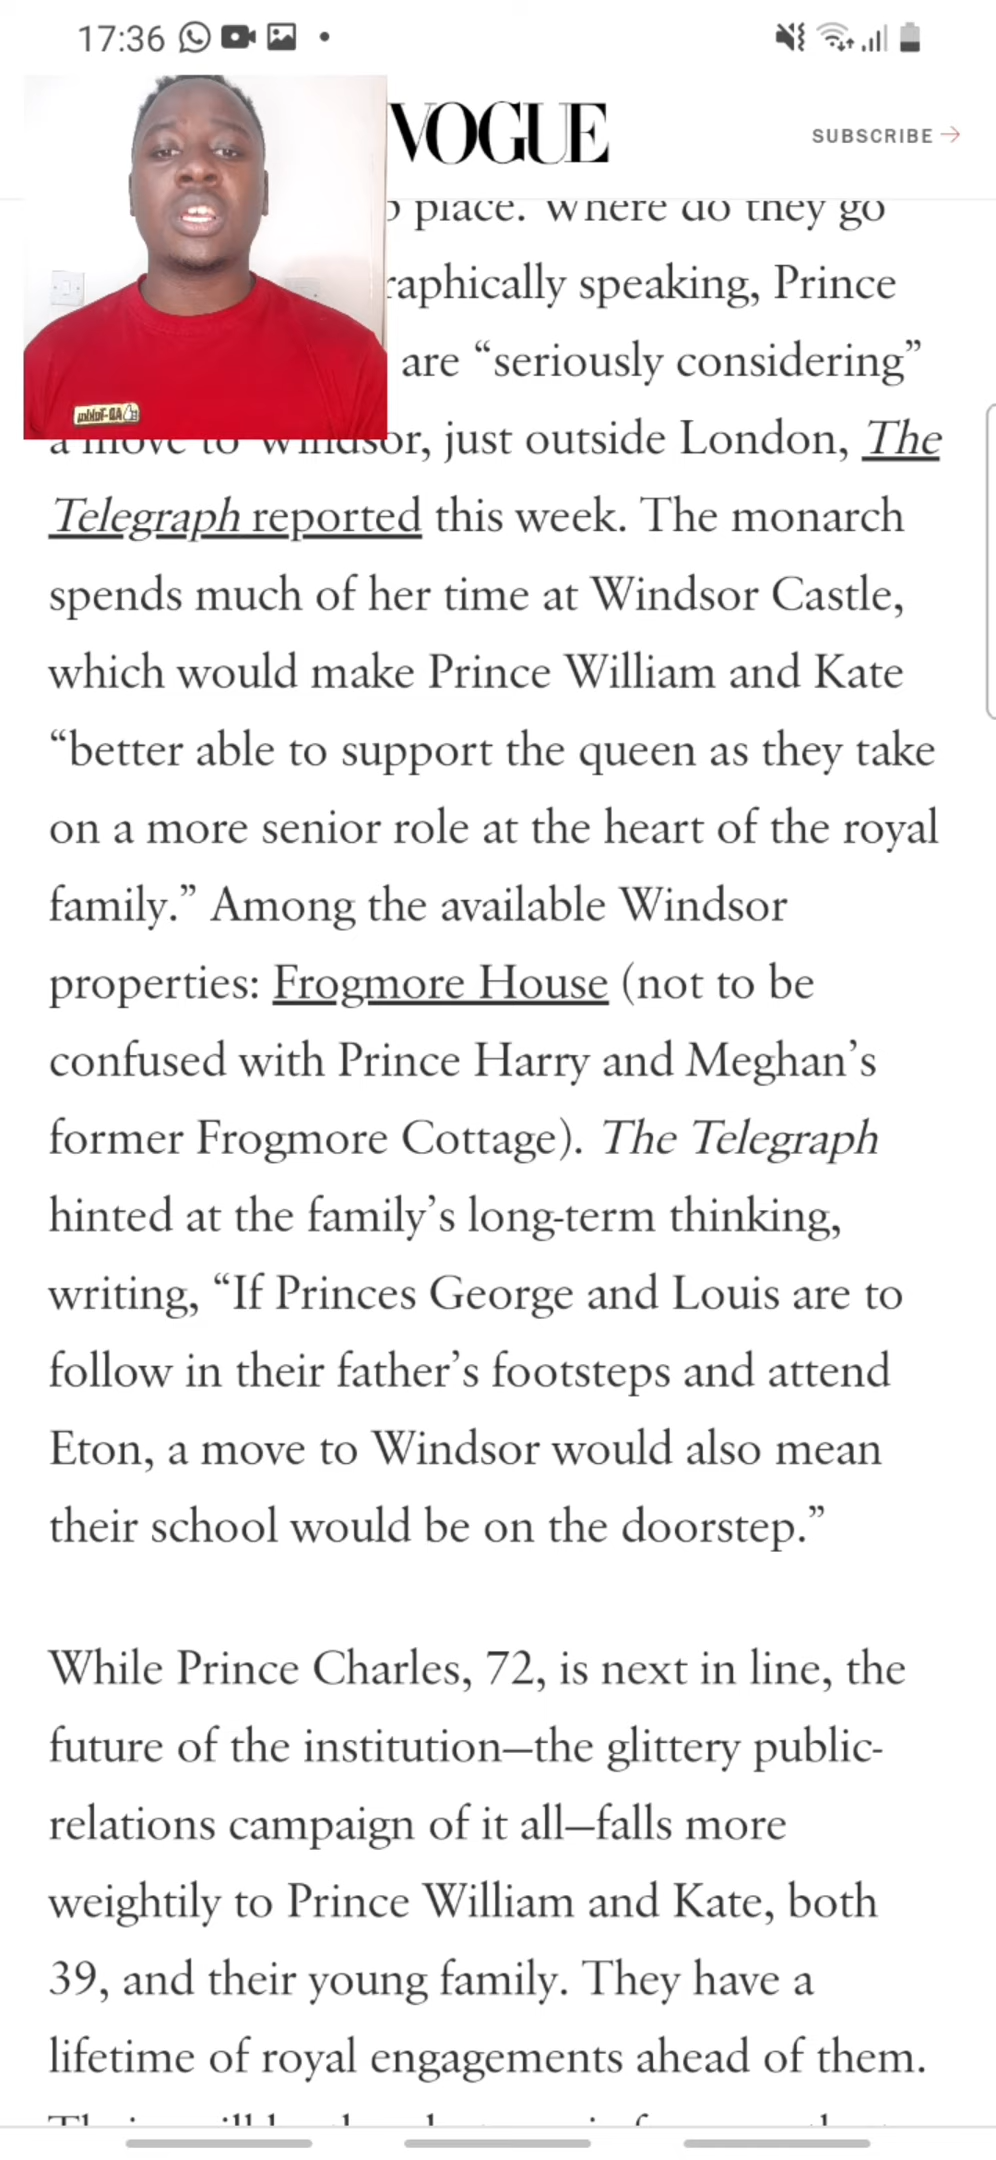 17:36
VOGUE
SUBSCRIBE →
place. Where do they go
raphically speaking, Prince
are “seriously considering”
a move to Windsor, just outside London, The
Telegraph reported this week. The monarch
spends much of her time at Windsor Castle,
which would make Prince William and Kate
“better able to support the queen as they take
on a more senior role at the heart of the royal
family.” Among the available Windsor
properties: Frogmore House (not to be
confused with Prince Harry and Meghan’s
former Frogmore Cottage). The Telegraph
hinted at the family’s long-term thinking,
writing, “If Princes George and Louis are to
follow in their father’s footsteps and attend
Eton, a move to Windsor would also mean
their school would be on the doorstep.”
While Prince Charles, 72, is next in line, the
future of the institution—the glittery public-
relations campaign of it all—falls more
weightily to Prince William and Kate, both
39, and their young family. They have a
lifetime of royal engagements ahead of them.